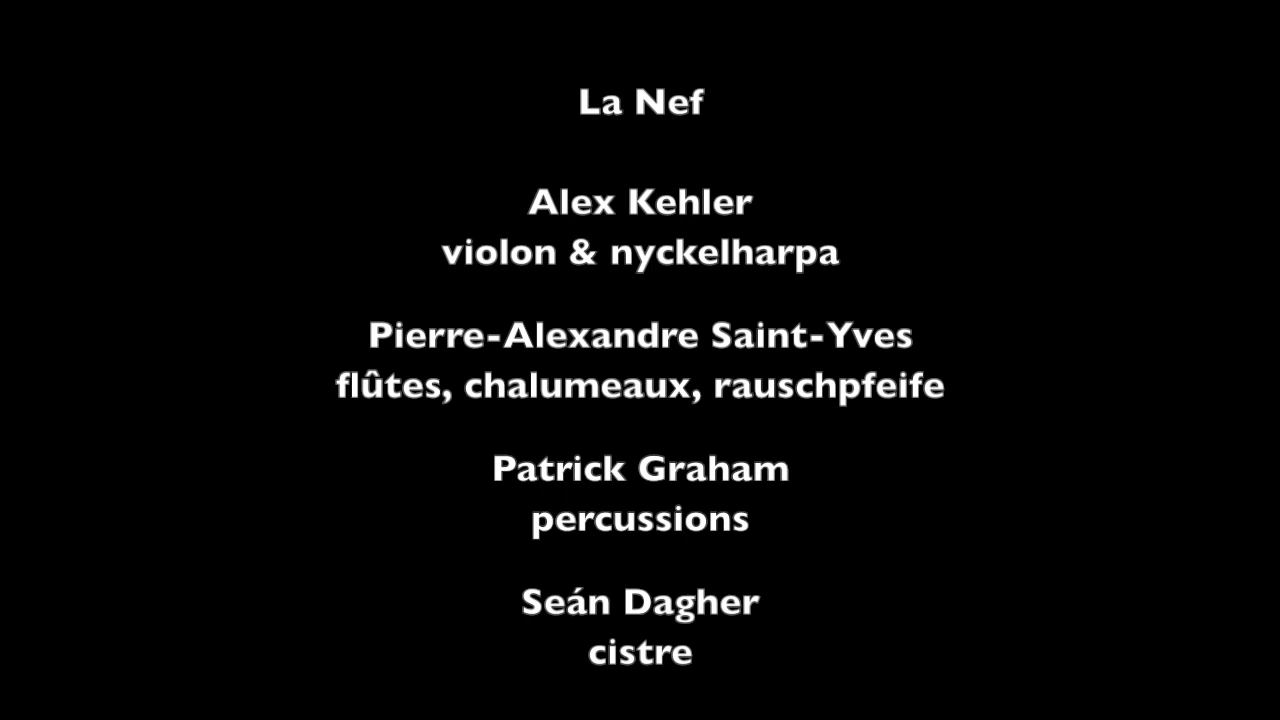 La Nef
Alex Kehler
violon & nyckelharpa
Pierre-Alexandre Saint-Yves
flûtes, chalumeaux, rauschpfeife
Patrick Graham
percussions
Seán Dagher
cistre